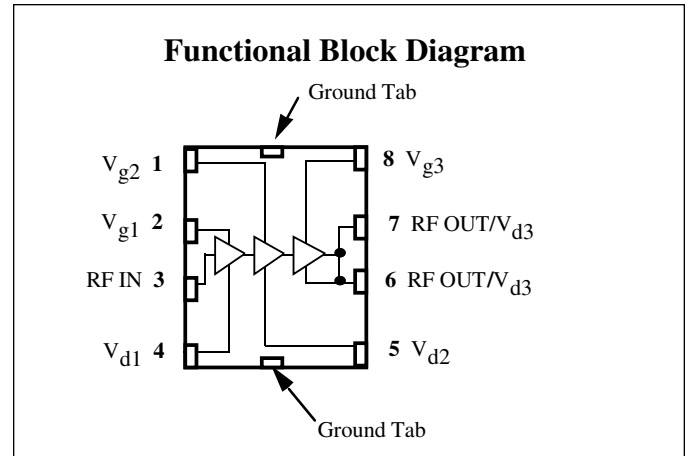 Functional Block Diagram
Ground Tab
Vg2 1
8 Vg3
Vg1 2
7 RF OUT/Vd3
RF IN 3
6 RF OUT/Vd3
Vd1 4
5 Vd2
Ground Tab